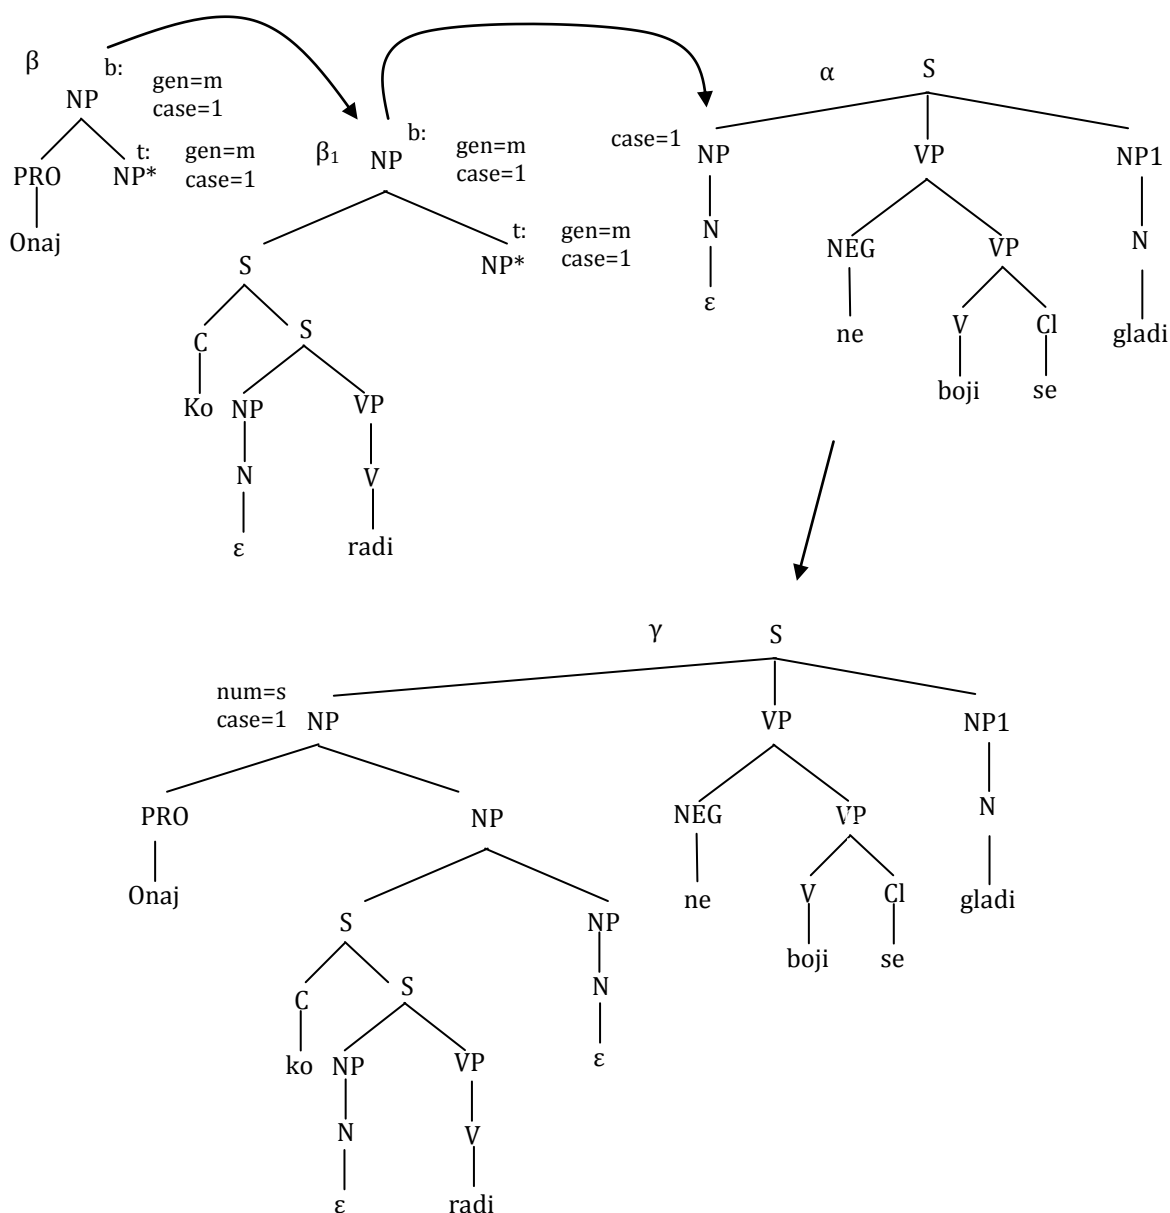 β
b:
gen=m
case=1
NP
t:
gen=m
case=1
PRO
NP*
Onaj
β1
NP
b:
gen=m
case=1
t:
gen=m
case=1
S
NP*
C
S
Ko
NP
VP
N
V
ε
radi
α
S
case=1
NP
VP
NP1
N
NEG
VP
N
ε
ne
V
Cl
gladi
boji
se
γ
S
num=s
case=1
NP
VP
NP1
PRO
NP
NEG
VP
N
Onaj
S
NP
ne
V
Cl
gladi
C
S
N
boji
se
ko
NP
VP
ε
N
V
ε
radi